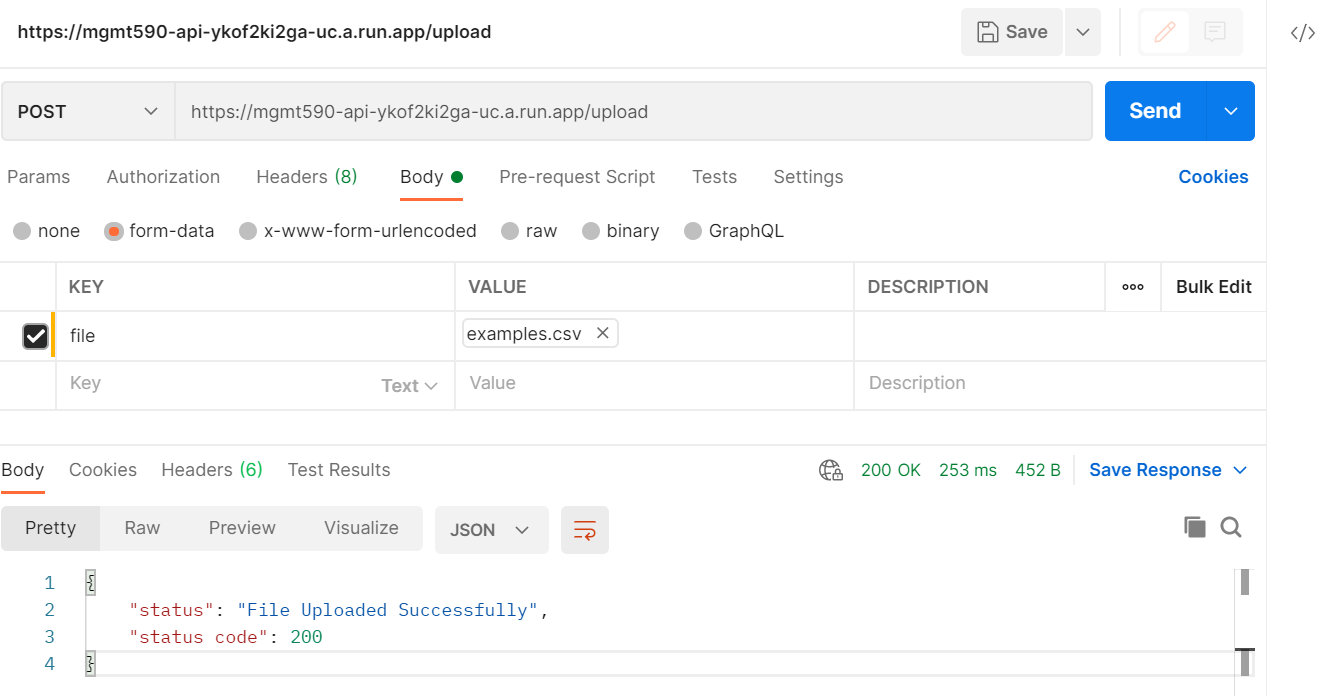 https://mgmt590-api-ykof2ki2ga-uc.a.run.app/upload Save </>
POST https://mgmt590-api-ykof2ki2ga-uc.a.run.app/upload Send
Params Authorization Headers (8) Body Pre-request Script Tests Settings Cookies
none form-data x-www-form-urlencoded raw binary GraphQL
KEY VALUE DESCRIPTION ooo Bulk Edit
file examples.csv ×
Key Text Value Description
Body Cookies Headers (6) Test Results 200 OK 253 ms 452 B Save Response
Pretty Raw Preview Visualize JSON
1 {
2 "status": "File Uploaded Successfully",
3 "status code": 200
4 }